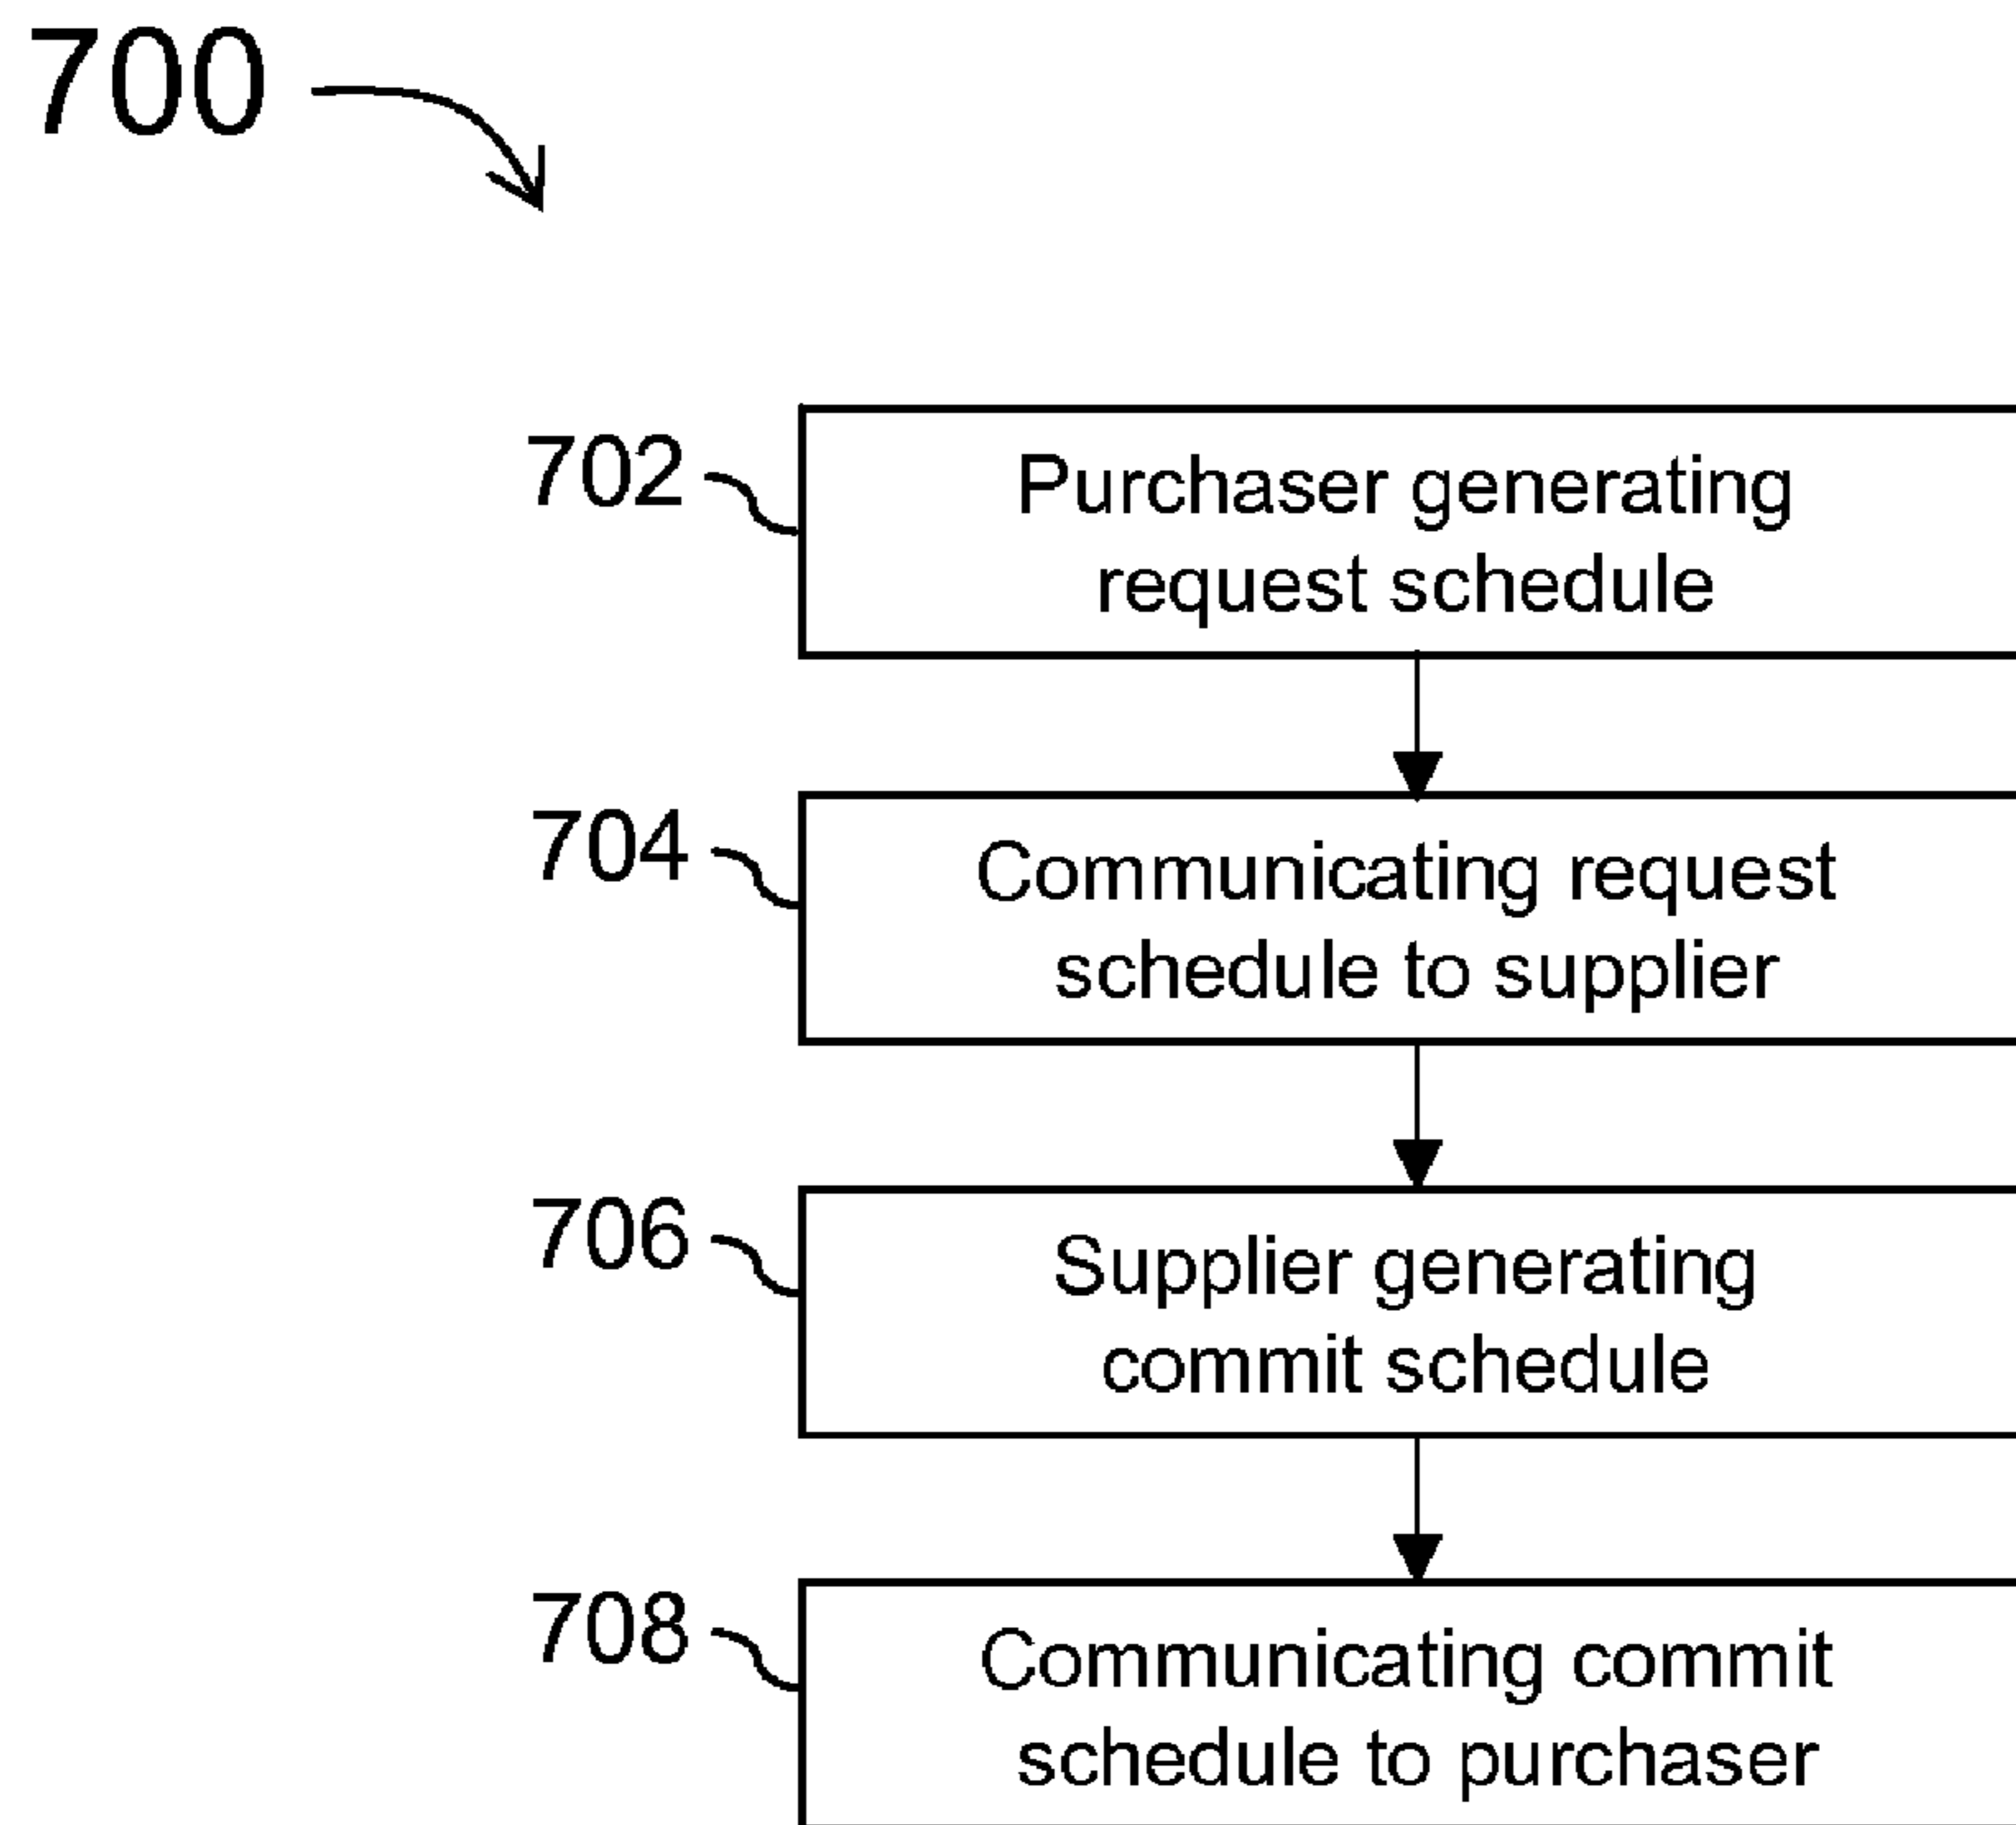 700
702
Purchaser generating
request schedule
704
Communicating request
schedule to supplier
706
Supplier generating
commit schedule
708
Communicating commit
schedule to purchaser